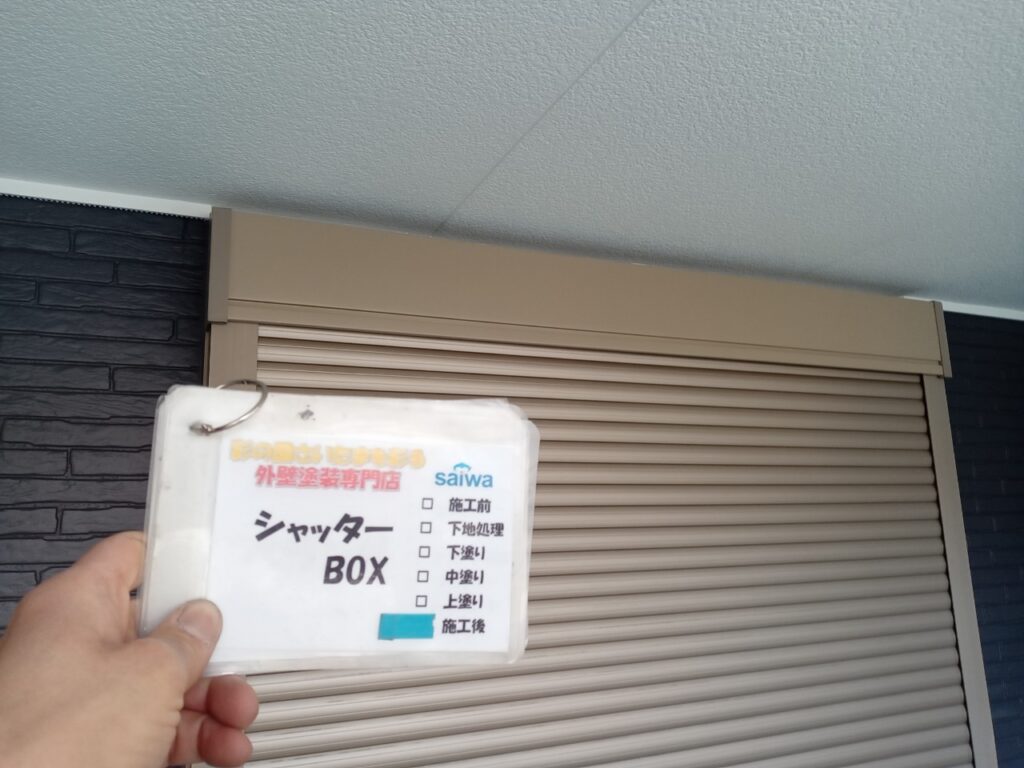 外壁塗装専門店
saiwa
シャッター
BOX
□ 施工前
□ 下地処理
□ 下塗り
□ 中塗り
□ 上塗り
施工後